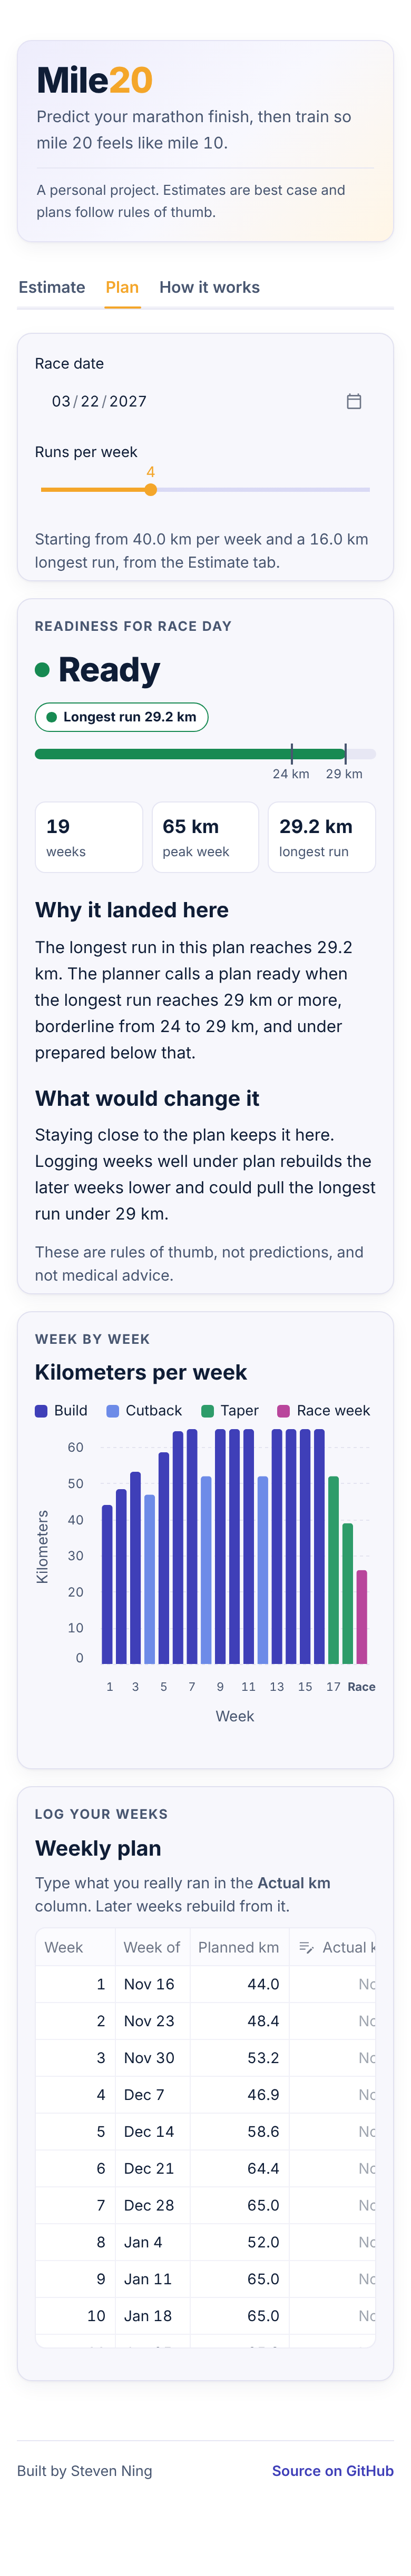 Mile20
Predict your marathon finish, then train so
mile 20 feels like mile 10.
A personal project. Estimates are best case and
plans follow rules of thumb.
Estimate Plan How it works
Race date
03/22/2027
Runs per week
4
Starting from 40.0 km per week and a 16.0 km
longest run, from the Estimate tab.
READINESS FOR RACE DAY
Ready
Longest run 29.2 km
24 km 29 km
19 65 km 29.2 km
weeks peak week longest run
Why it landed here
The longest run in this plan reaches 29.2
km. The planner calls a plan ready when
the longest run reaches 29 km or more,
borderline from 24 to 29 km, and under
prepared below that.
What would change it
Staying close to the plan keeps it here.
Logging weeks well under plan rebuilds the
later weeks lower and could pull the longest
run under 29 km.
These are rules of thumb, not predictions, and
not medical advice.
WEEK BY WEEK
Kilometers per week
Build Cutback Taper Race week
60
50
40
30
20
10
0
Kilometers
1 3 5 7 9 11 13 15 17 Race
Week
LOG YOUR WEEKS
Weekly plan
Type what you really ran in the Actual km
column. Later weeks rebuild from it.
Week Week of Planned km Actual k
1 Nov 16 44.0 No
2 Nov 23 48.4 No
3 Nov 30 53.2 No
4 Dec 7 46.9 No
5 Dec 14 58.6 No
6 Dec 21 64.4 No
7 Dec 28 65.0 No
8 Jan 4 52.0 No
9 Jan 11 65.0 No
10 Jan 18 65.0 No
Built by Steven Ning Source on GitHub